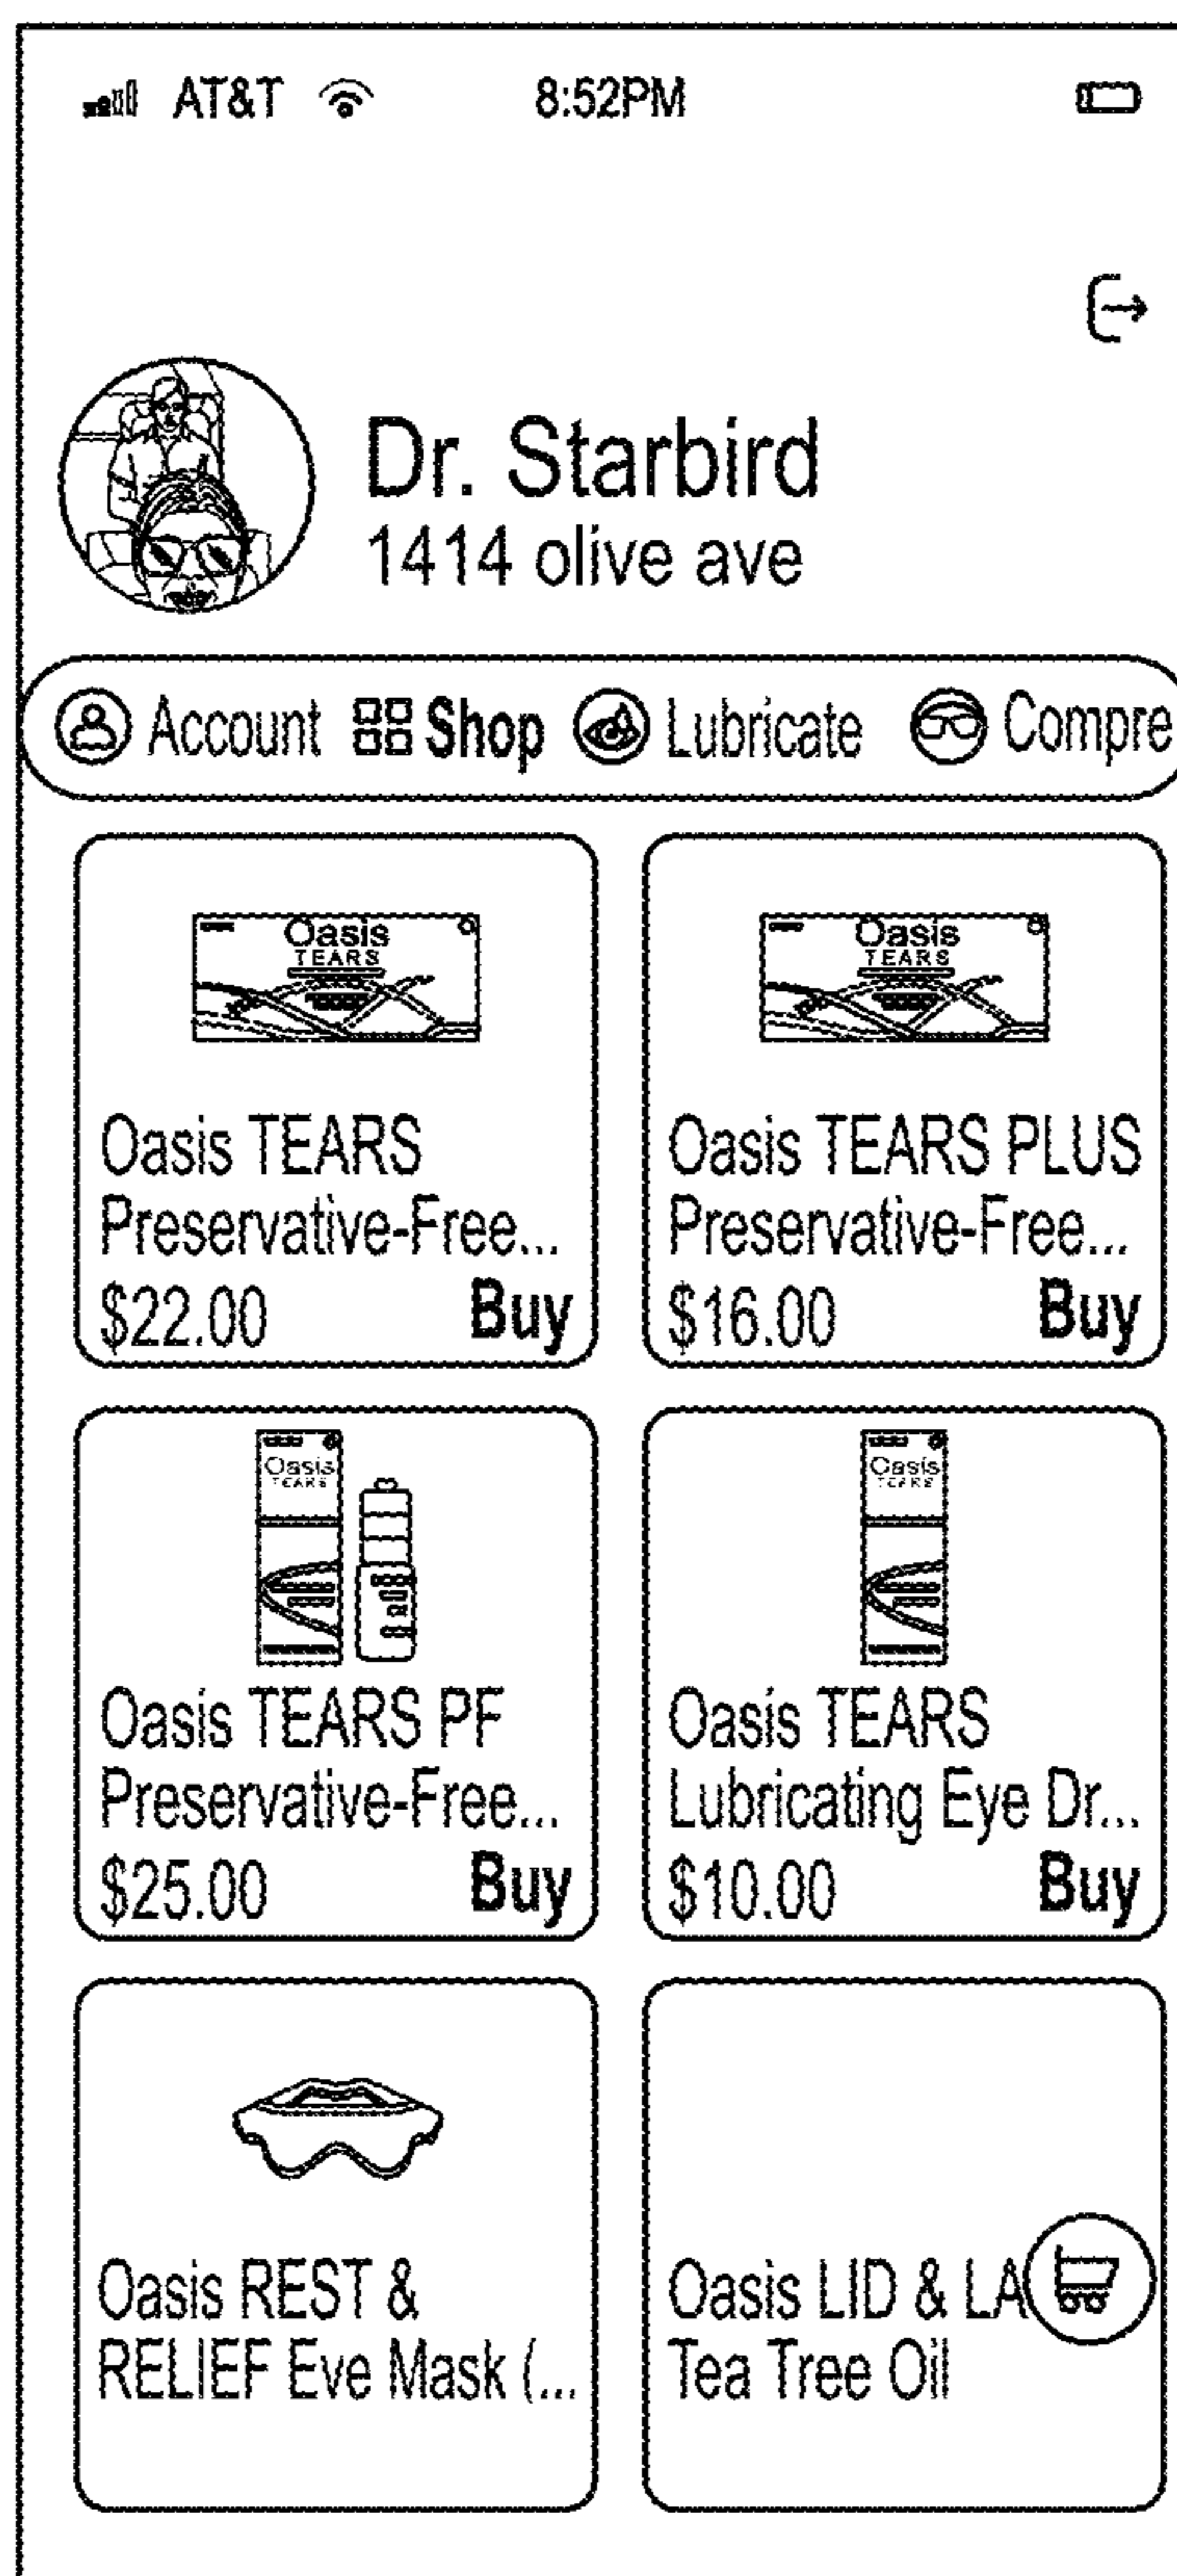 AT&T 8:52PM
Dr. Starbird
1414 olive ave
Account Shop Lubricate Compre
Oasis
TEARS
Oasis
TEARS
Oasis TEARS
Preservative-Free...
$22.00 Buy
Oasis TEARS PLUS
Preservative-Free...
$16.00 Buy
Oasis
TEARS
Oasis
TEARS
Oasis TEARS PF
Preservative-Free...
$25.00 Buy
Oasis TEARS
Lubricating Eye Dr...
$10.00 Buy
Oasis REST &
RELIEF Eve Mask (...
Oasis LID & LA
Tea Tree Oil